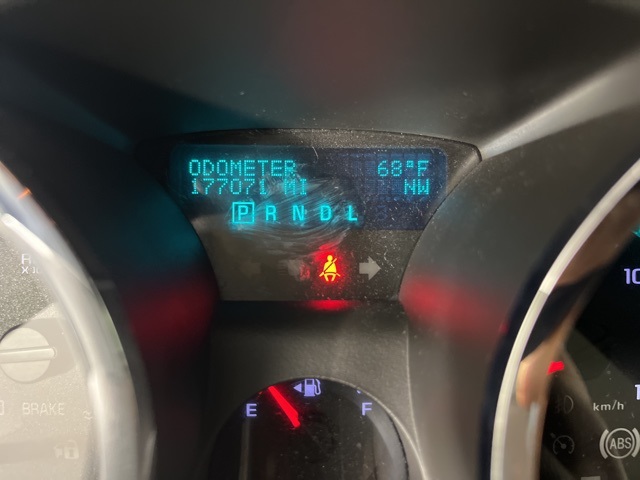 ODOMETER 68°F
177071 MI NW
P R N D L
E F
BRAKE
km/h
ABS